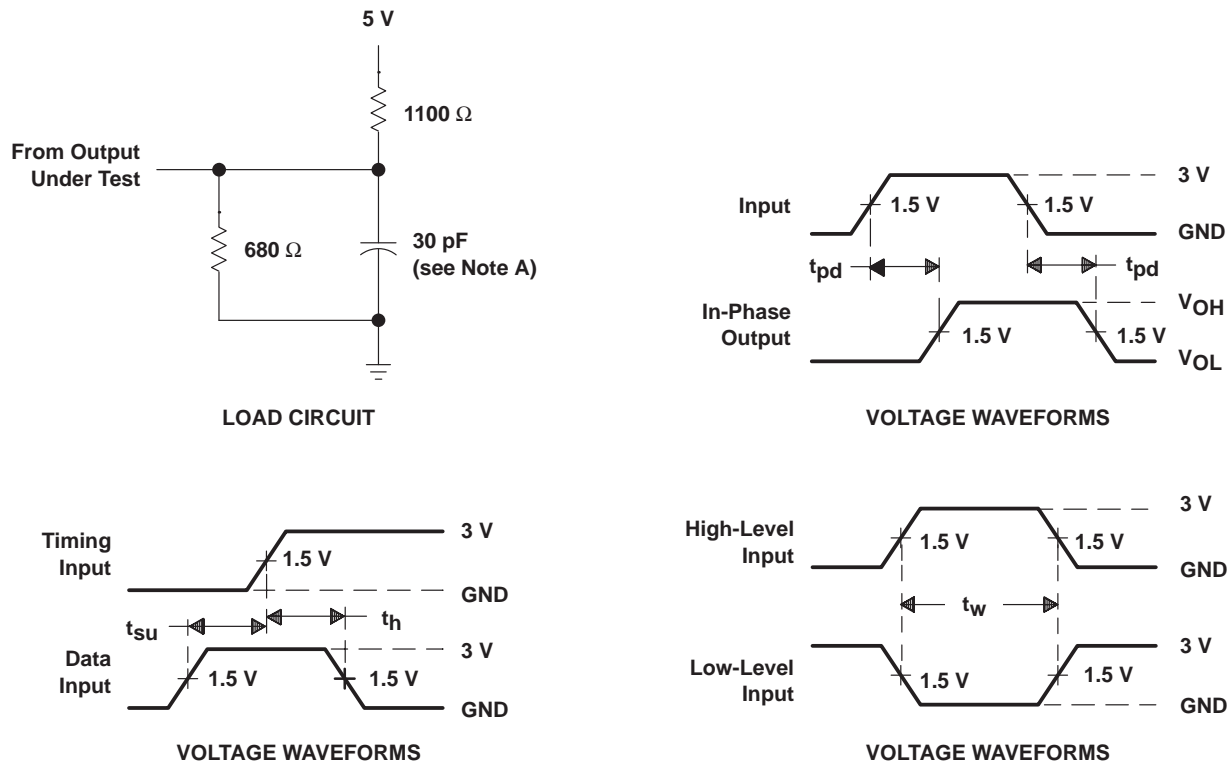 5 V
1100 Ω
From Output
Under Test
680 Ω
30 pF
(see Note A)
LOAD CIRCUIT
3 V
Input
1.5 V
1.5 V
GND
tpd
tpd
VOH
In-Phase
Output
1.5 V
1.5 V
VOL
VOLTAGE WAVEFORMS
3 V
Timing
Input
1.5 V
GND
tsu
th
3 V
Data
Input
1.5 V
1.5 V
GND
VOLTAGE WAVEFORMS
3 V
High-Level
Input
1.5 V
1.5 V
GND
tw
3 V
Low-Level
Input
1.5 V
1.5 V
GND
VOLTAGE WAVEFORMS